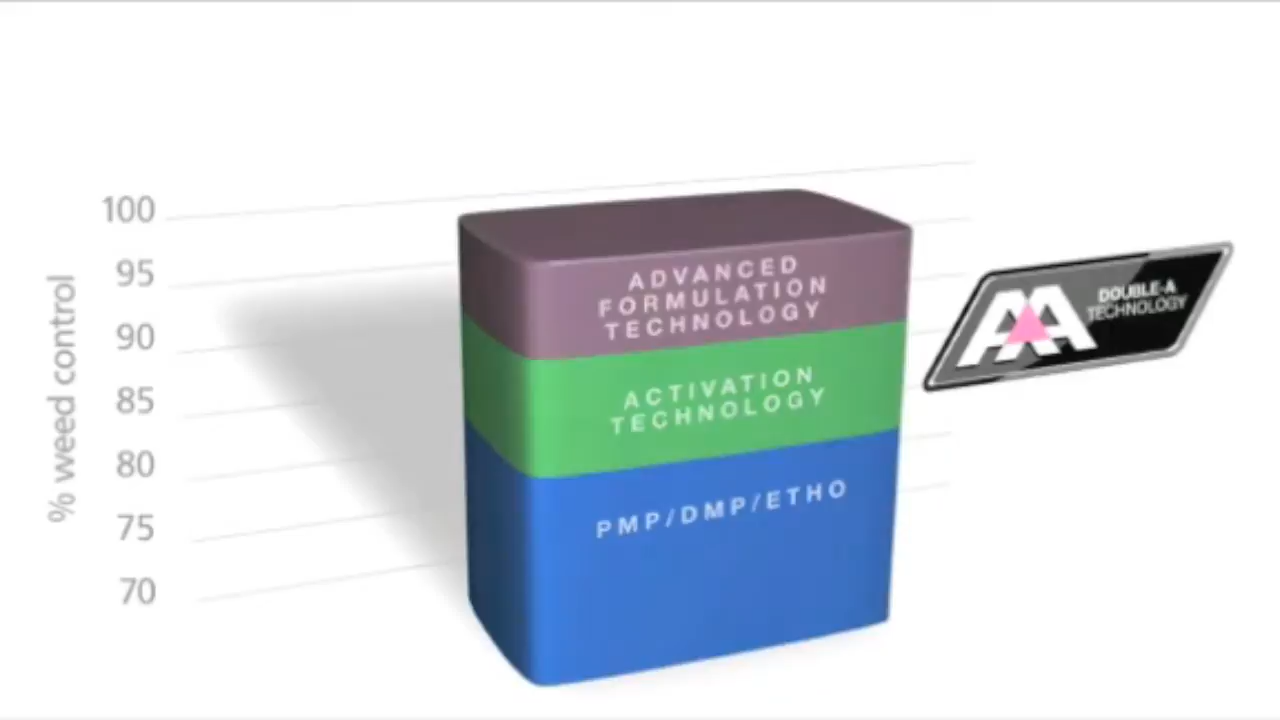 100
95
90
85
80
75
70
% weed control
ADVANCED
FORMULATION
TECHNOLOGY
ACTIVATION
TECHNOLOGY
PMP/DMP/ETHO
AA
DOUBLE-A
TECHNOLOGY